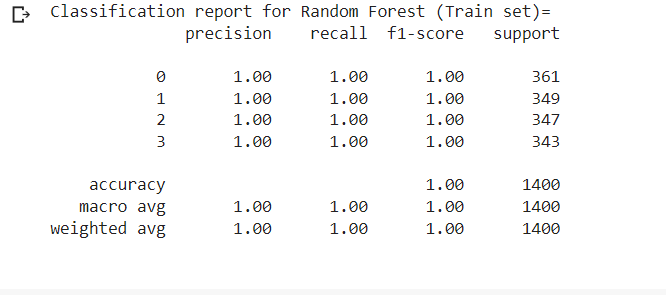 Classification report for Random Forest (Train set)=
precision recall f1-score support
0 1.00 1.00 1.00 361
1 1.00 1.00 1.00 349
2 1.00 1.00 1.00 347
3 1.00 1.00 1.00 343
accuracy 1.00 1400
macro avg 1.00 1.00 1.00 1400
weighted avg 1.00 1.00 1.00 1400